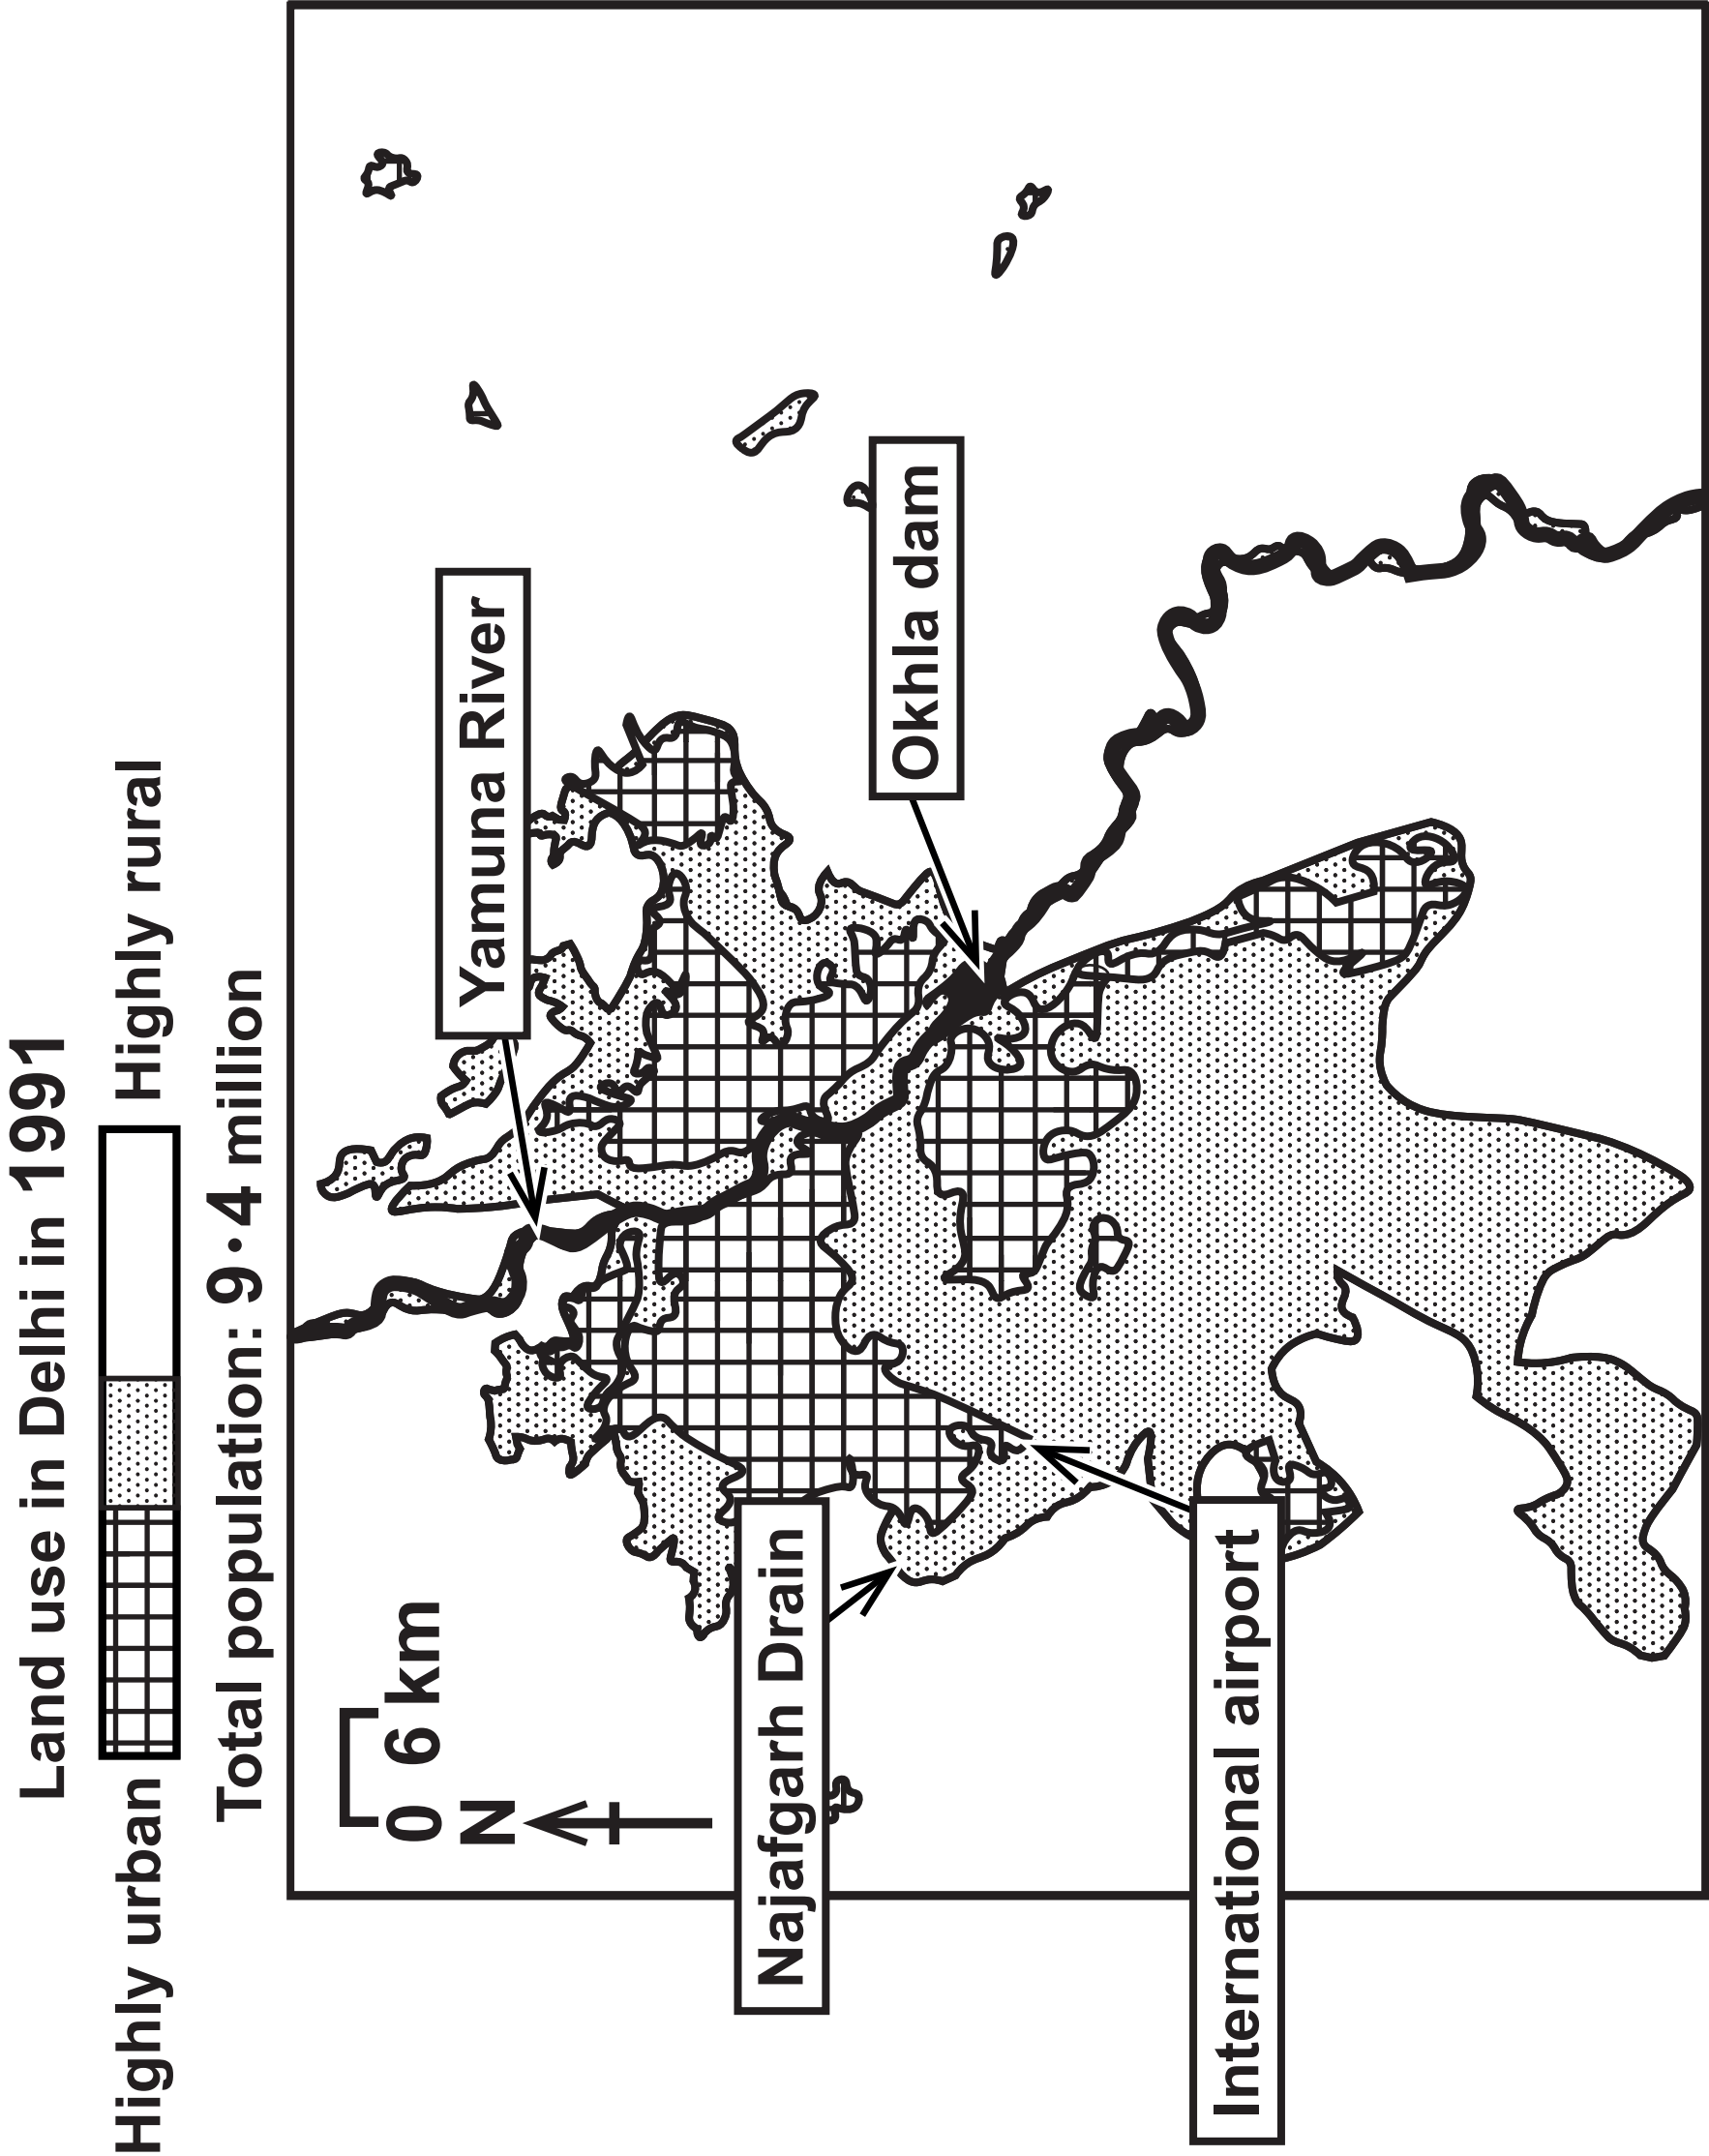 Land use in Delhi in 1991
Highly urban
Highly rural
Total population: 9·4 million
0 6 km
N
Yamuna River
Okhla dam
Najafgarh Drain
International airport